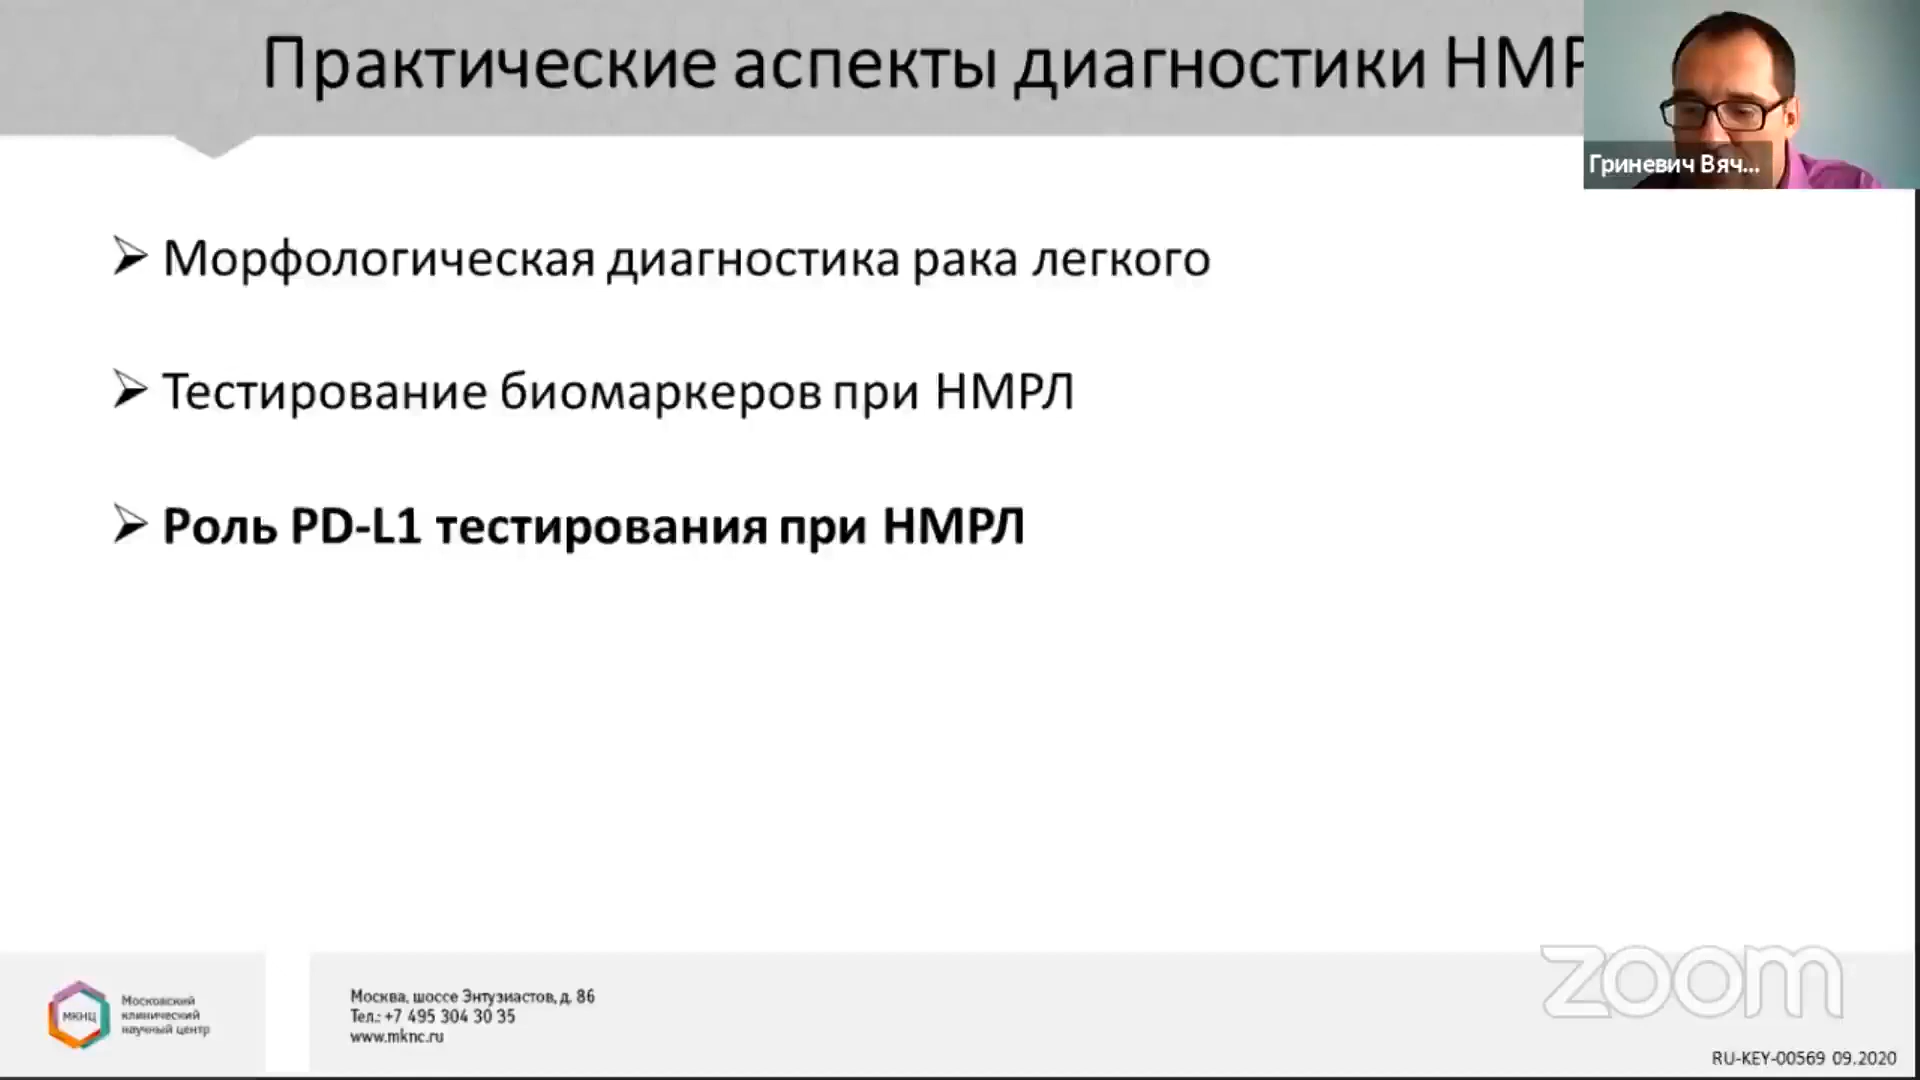 Практические аспекты диагностики НМР
Гриневич Вяч...
Морфологическая диагностика рака легкого
Тестирование биомаркеров при НМРЛ
Роль PD-L1 тестирования при НМРЛ
МКНЦ
Московский
клинический
научный центр
Москва, шоссе Энтузиастов, д. 86
Тел.: +7 495 304 30 35
www.mknc.ru
zoom
RU-KEY-00569 09.2020